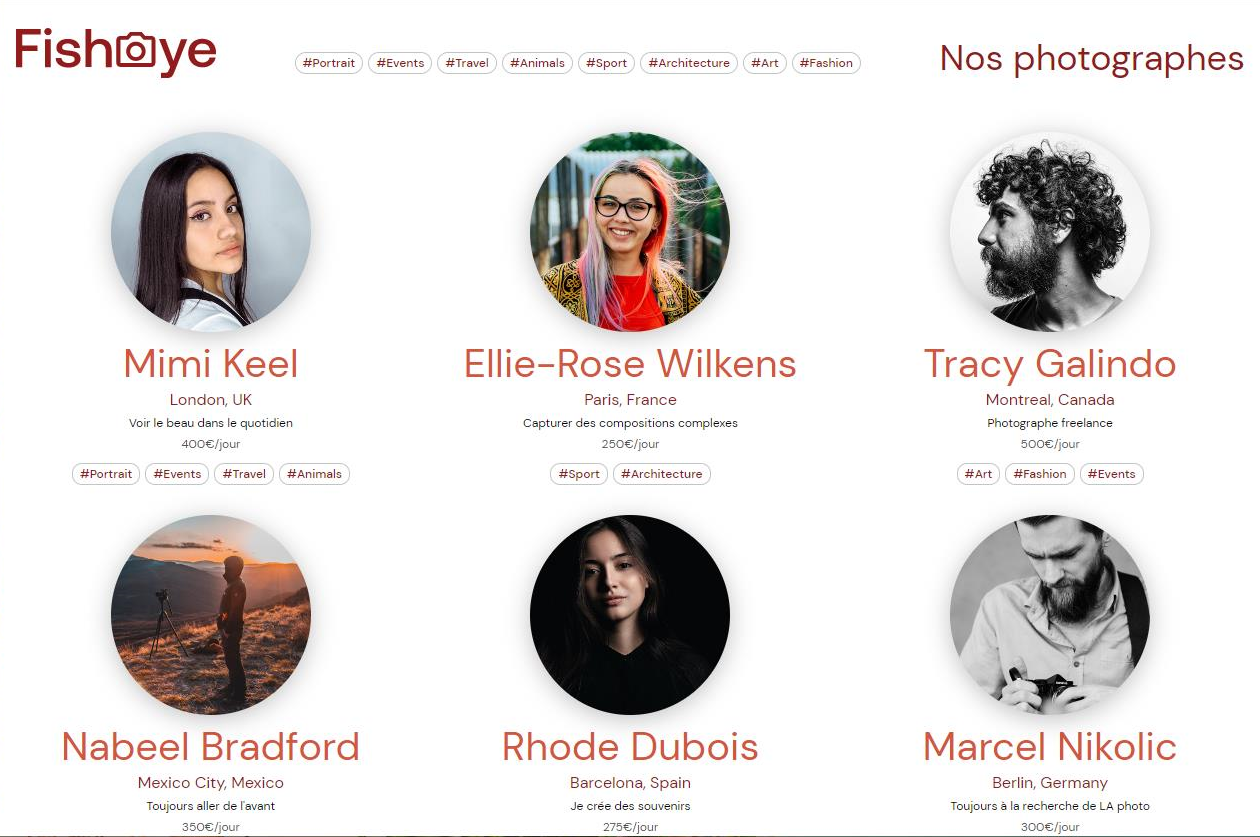 Fisheye
#Portrait #Events #Travel #Animals #Sport #Architecture #Art #Fashion
Nos photographes
Mimi Keel
London, UK
Voir le beau dans le quotidien
400€/jour
#Portrait #Events #Travel #Animals
Ellie-Rose Wilkens
Paris, France
Capturer des compositions complexes
250€/jour
#Sport #Architecture
Tracy Galindo
Montreal, Canada
Photographe freelance
500€/jour
#Art #Fashion #Events
Nabeel Bradford
Mexico City, Mexico
Toujours aller de l'avant
350€/jour
Rhode Dubois
Barcelona, Spain
Je crée des souvenirs
275€/jour
Marcel Nikolic
Berlin, Germany
Toujours à la recherche de LA photo
300€/jour